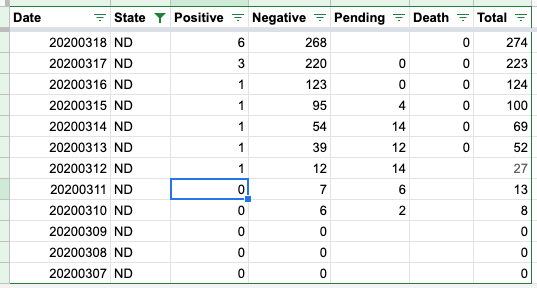 Date State Positive Negative Pending Death Total
20200318 ND 6 268 0 274
20200317 ND 3 220 0 0 223
20200316 ND 1 123 0 0 124
20200315 ND 1 95 4 0 100
20200314 ND 1 54 14 0 69
20200313 ND 1 39 12 0 52
20200312 ND 1 12 14 27
20200311 ND 0 7 6 13
20200310 ND 0 6 2 8
20200309 ND 0 0 0
20200308 ND 0 0 0
20200307 ND 0 0 0